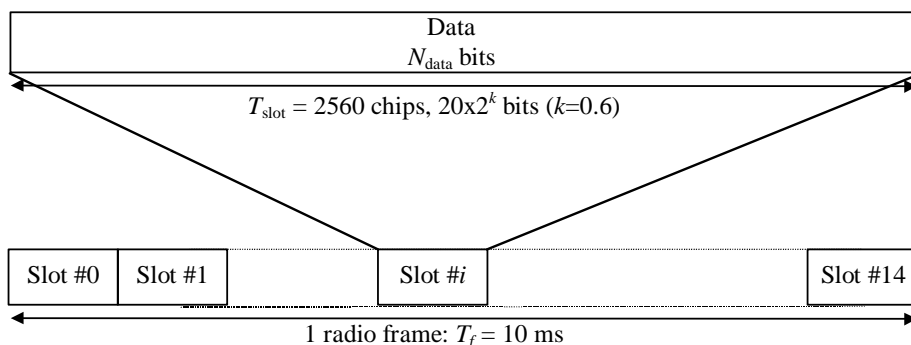 Data
N_data bits
T_slot = 2560 chips, 20x2^k bits (k=0.6)
Slot #0 Slot #1 Slot #i Slot #14
1 radio frame: T_f = 10 ms